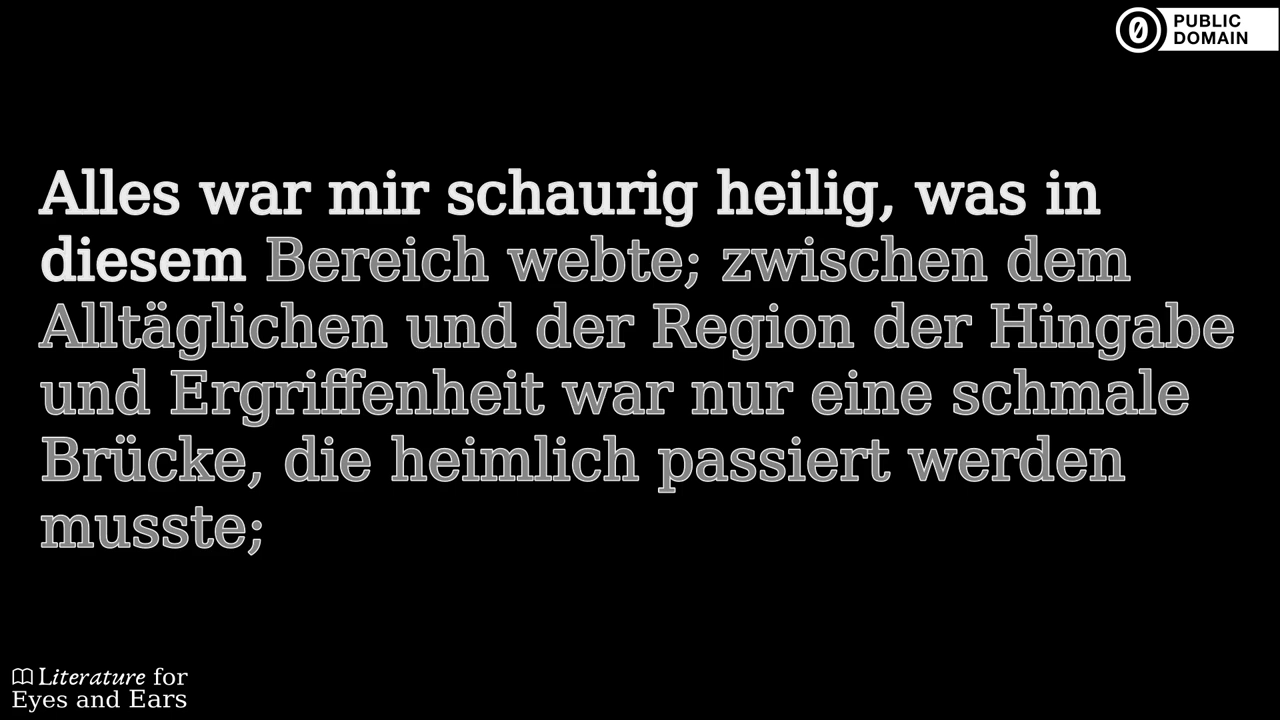 PUBLIC
DOMAIN
Alles war mir schaurig heilig, was in
diesem Bereich webte; zwischen dem
Alltäglichen und der Region der Hingabe
und Ergriffenheit war nur eine schmale
Brücke, die heimlich passiert werden
musste;
Literature for
Eyes and Ears